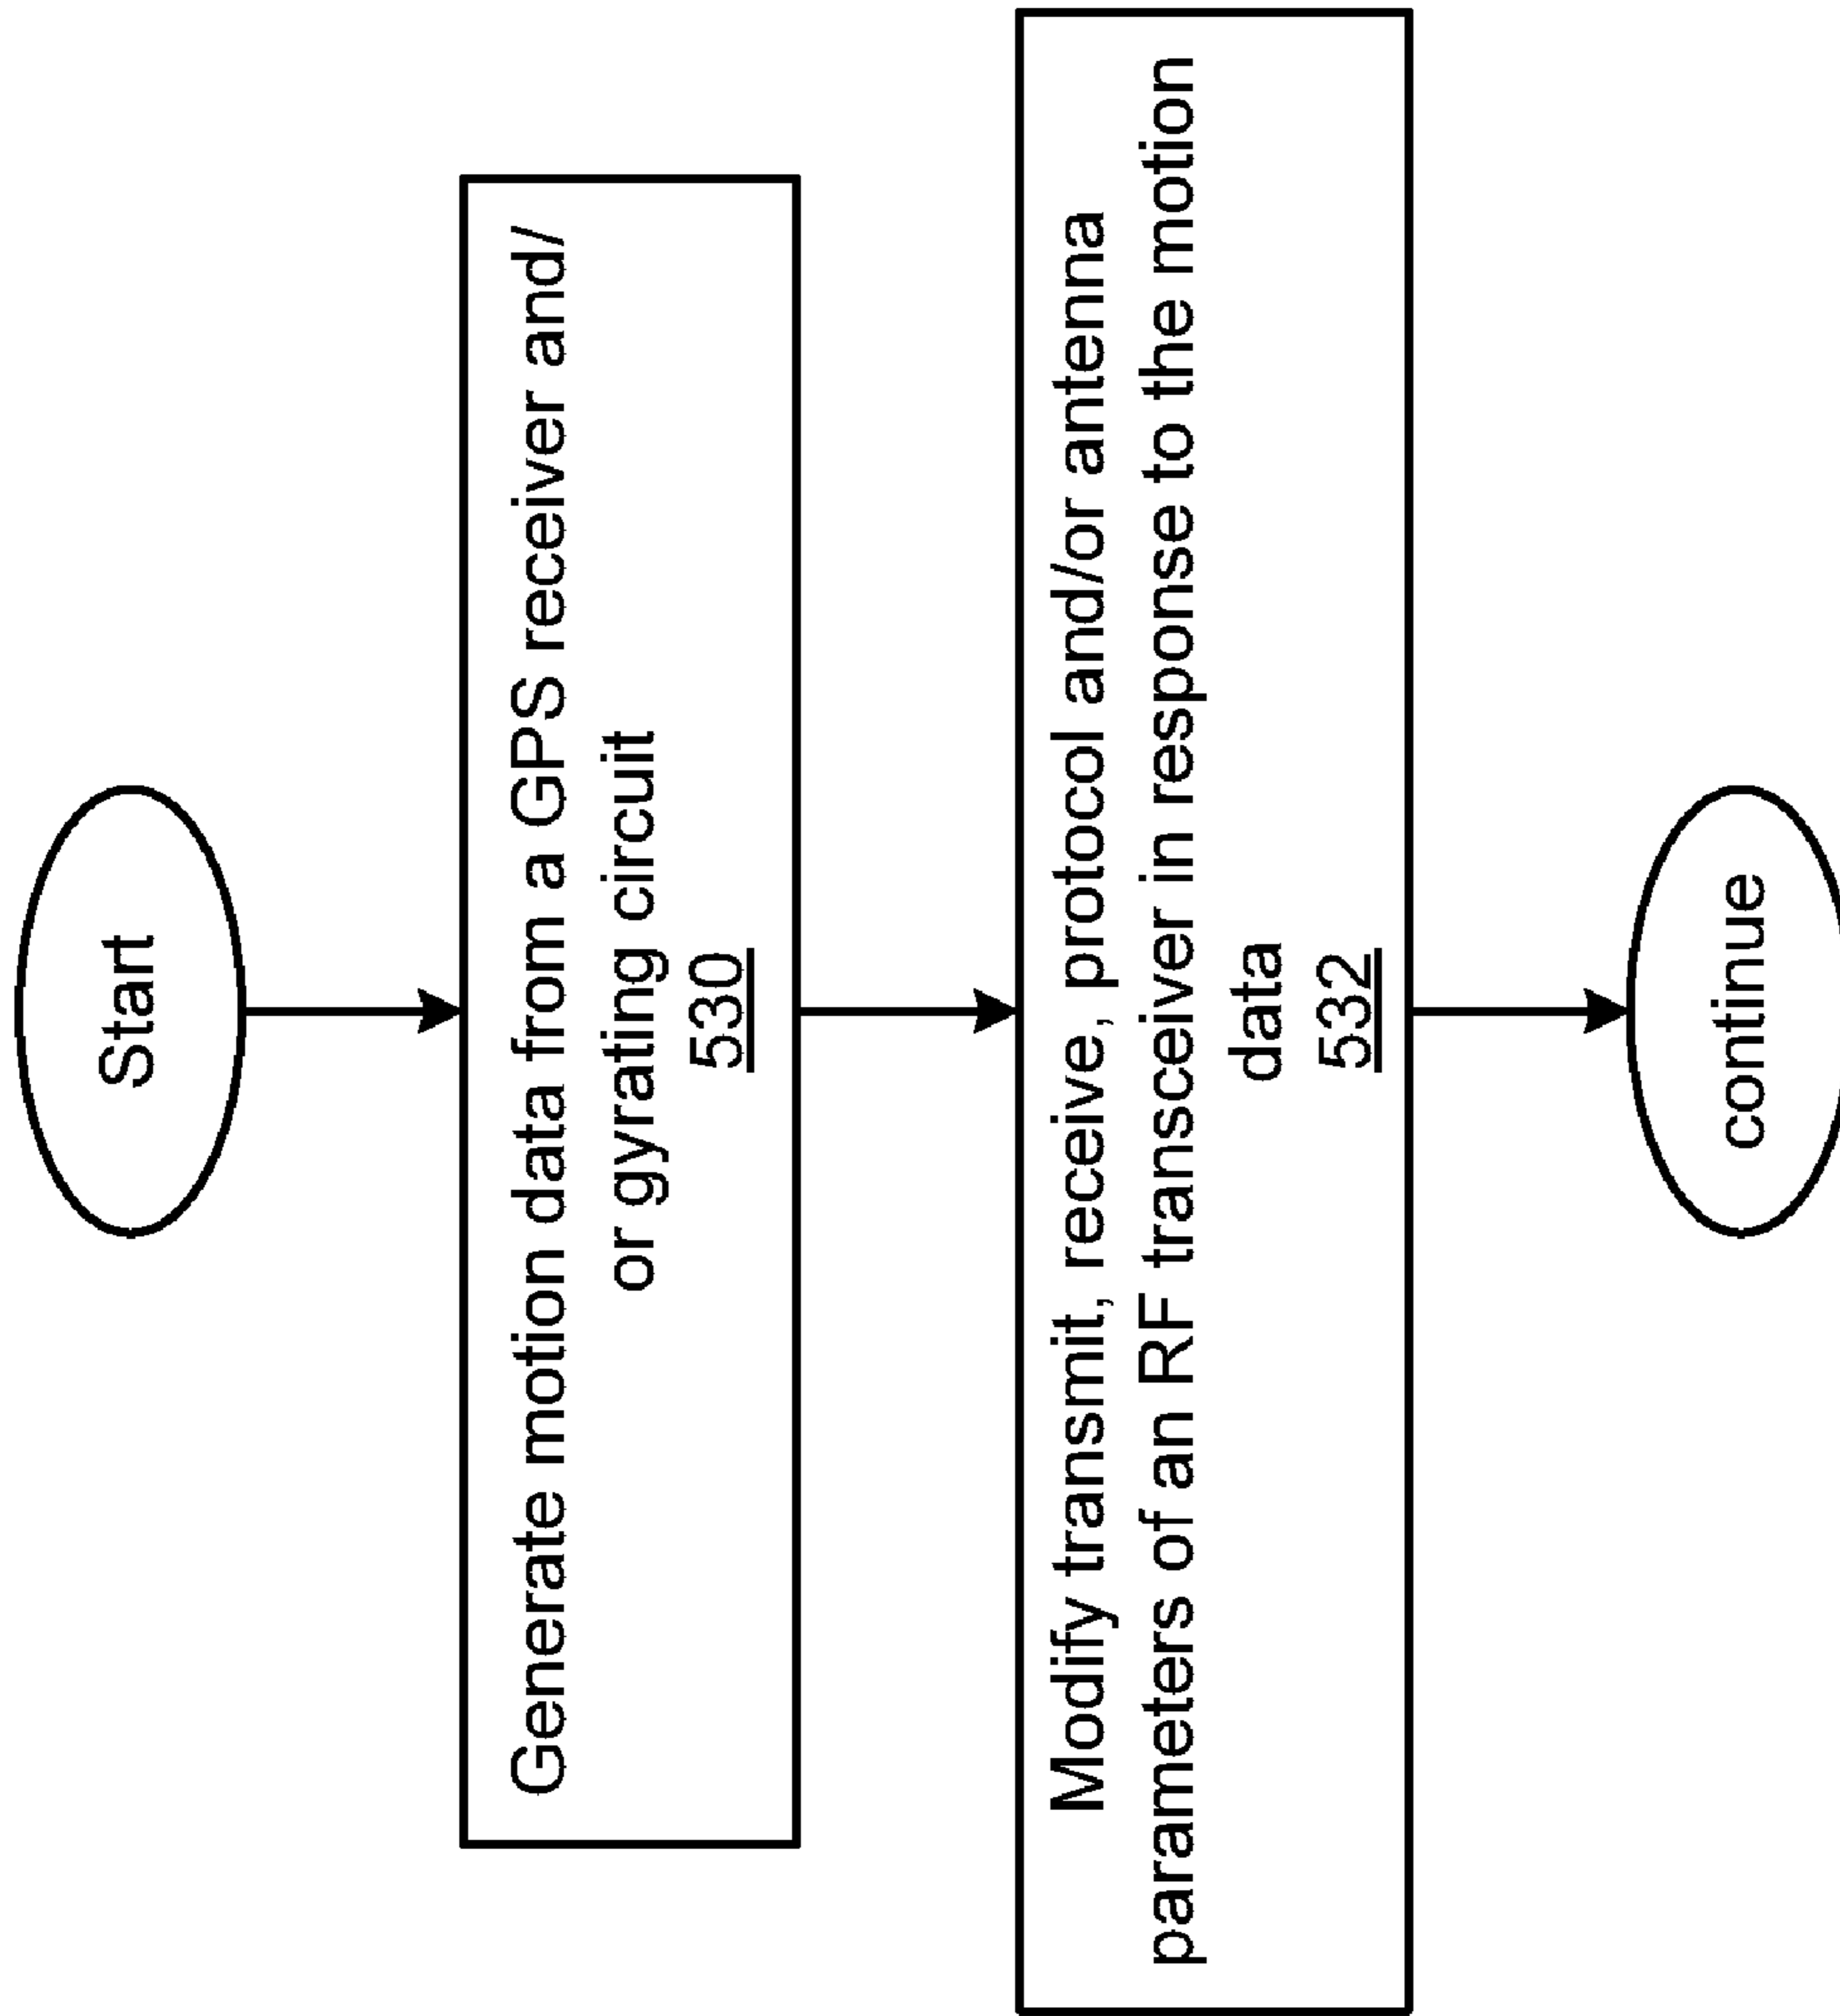 Start
Generate motion data from a GPS receiver and/
or gyrating circuit
530
Modify transmit, receive, protocol and/or antenna
parameters of an RF transceiver in response to the motion
data
532
continue